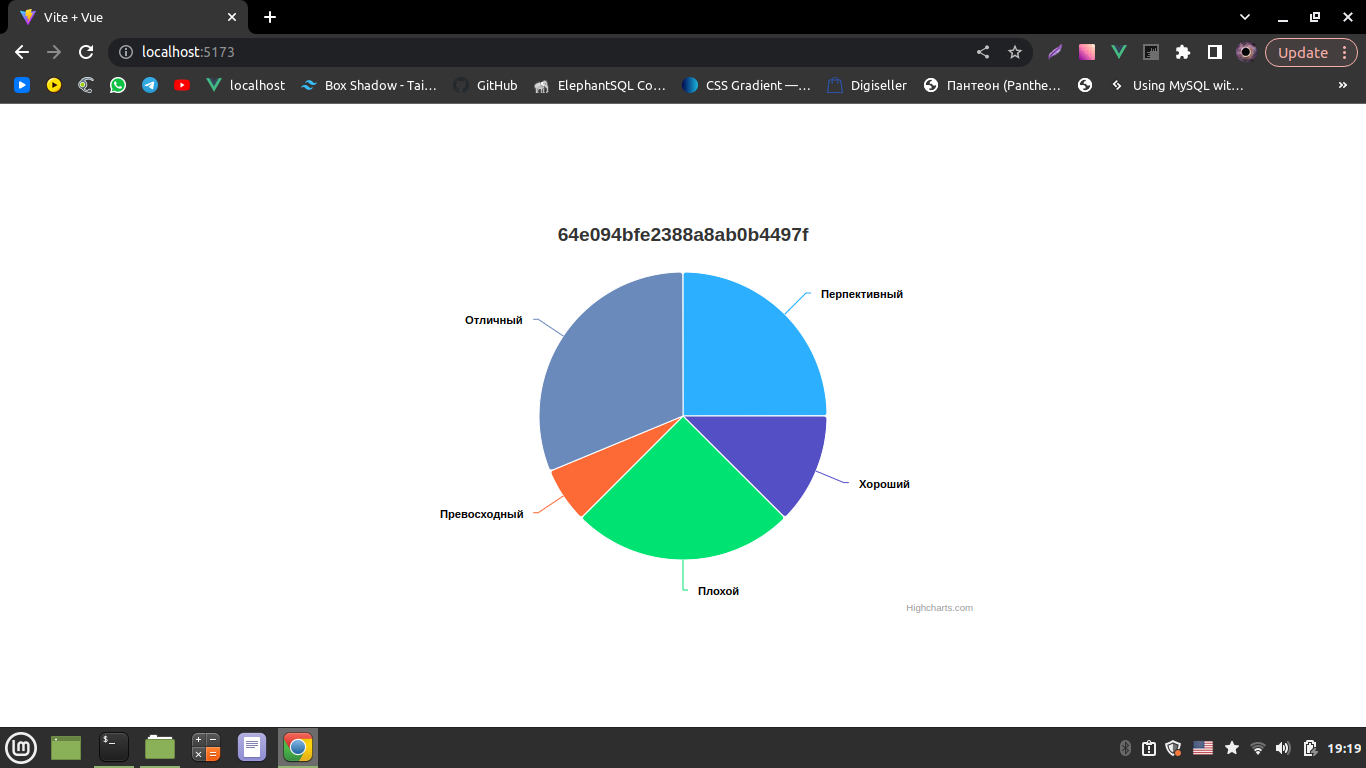 Vite + Vue
localhost:5173
Update
localhost
Box Shadow - Tai…
GitHub
ElephantSQL Co…
CSS Gradient —…
Digiseller
Пантеон (Panthe…
Using MySQL wit…
»
64e094bfe2388a8ab0b4497f
Перпективный
Отличный
Хороший
Превосходный
Плохой
Highcharts.com
$_
19:19